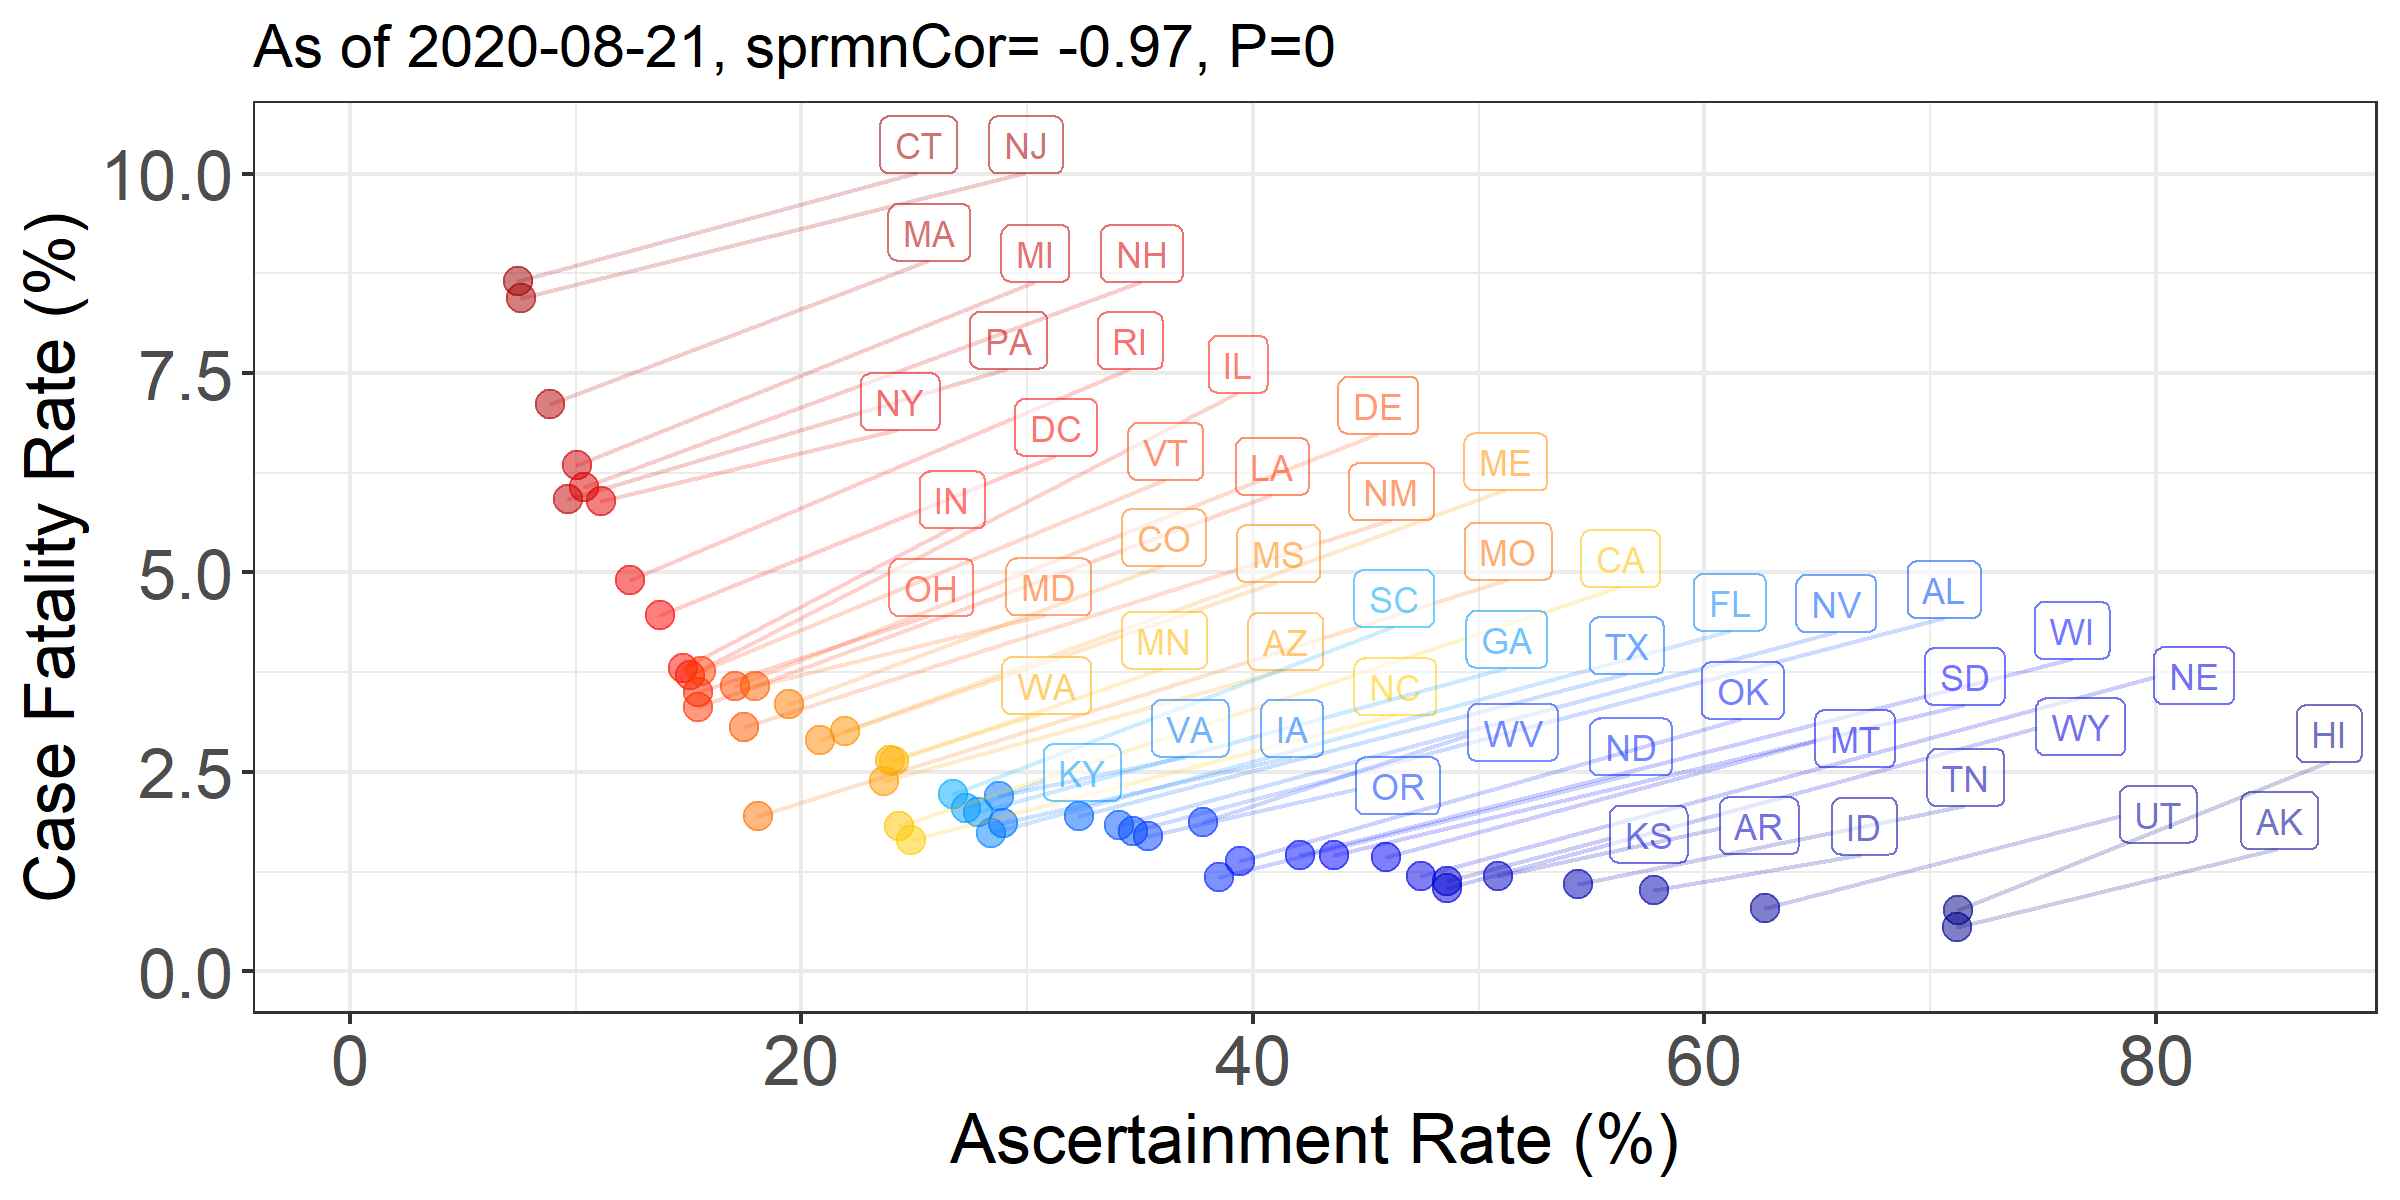 As of 2020-08-21, sprmnCor= -0.97, P=0
Case Fatality Rate (%)
10.0
7.5
5.0
2.5
0.0
CT NJ
MA
MI NH
PA RI
IL
NY
DE
DC
VT
LA
ME
IN
NM
CO
MS
MO
CA
OH
MD
SC
FL
NV
AL
MN
AZ
GA
TX
WI
WA
NC
OK
SD
NE
VA
IA
WV
ND
MT
WY
HI
KY
OR
TN
KS
AR
ID
UT
AK
0 20 40 60 80
Ascertainment Rate (%)